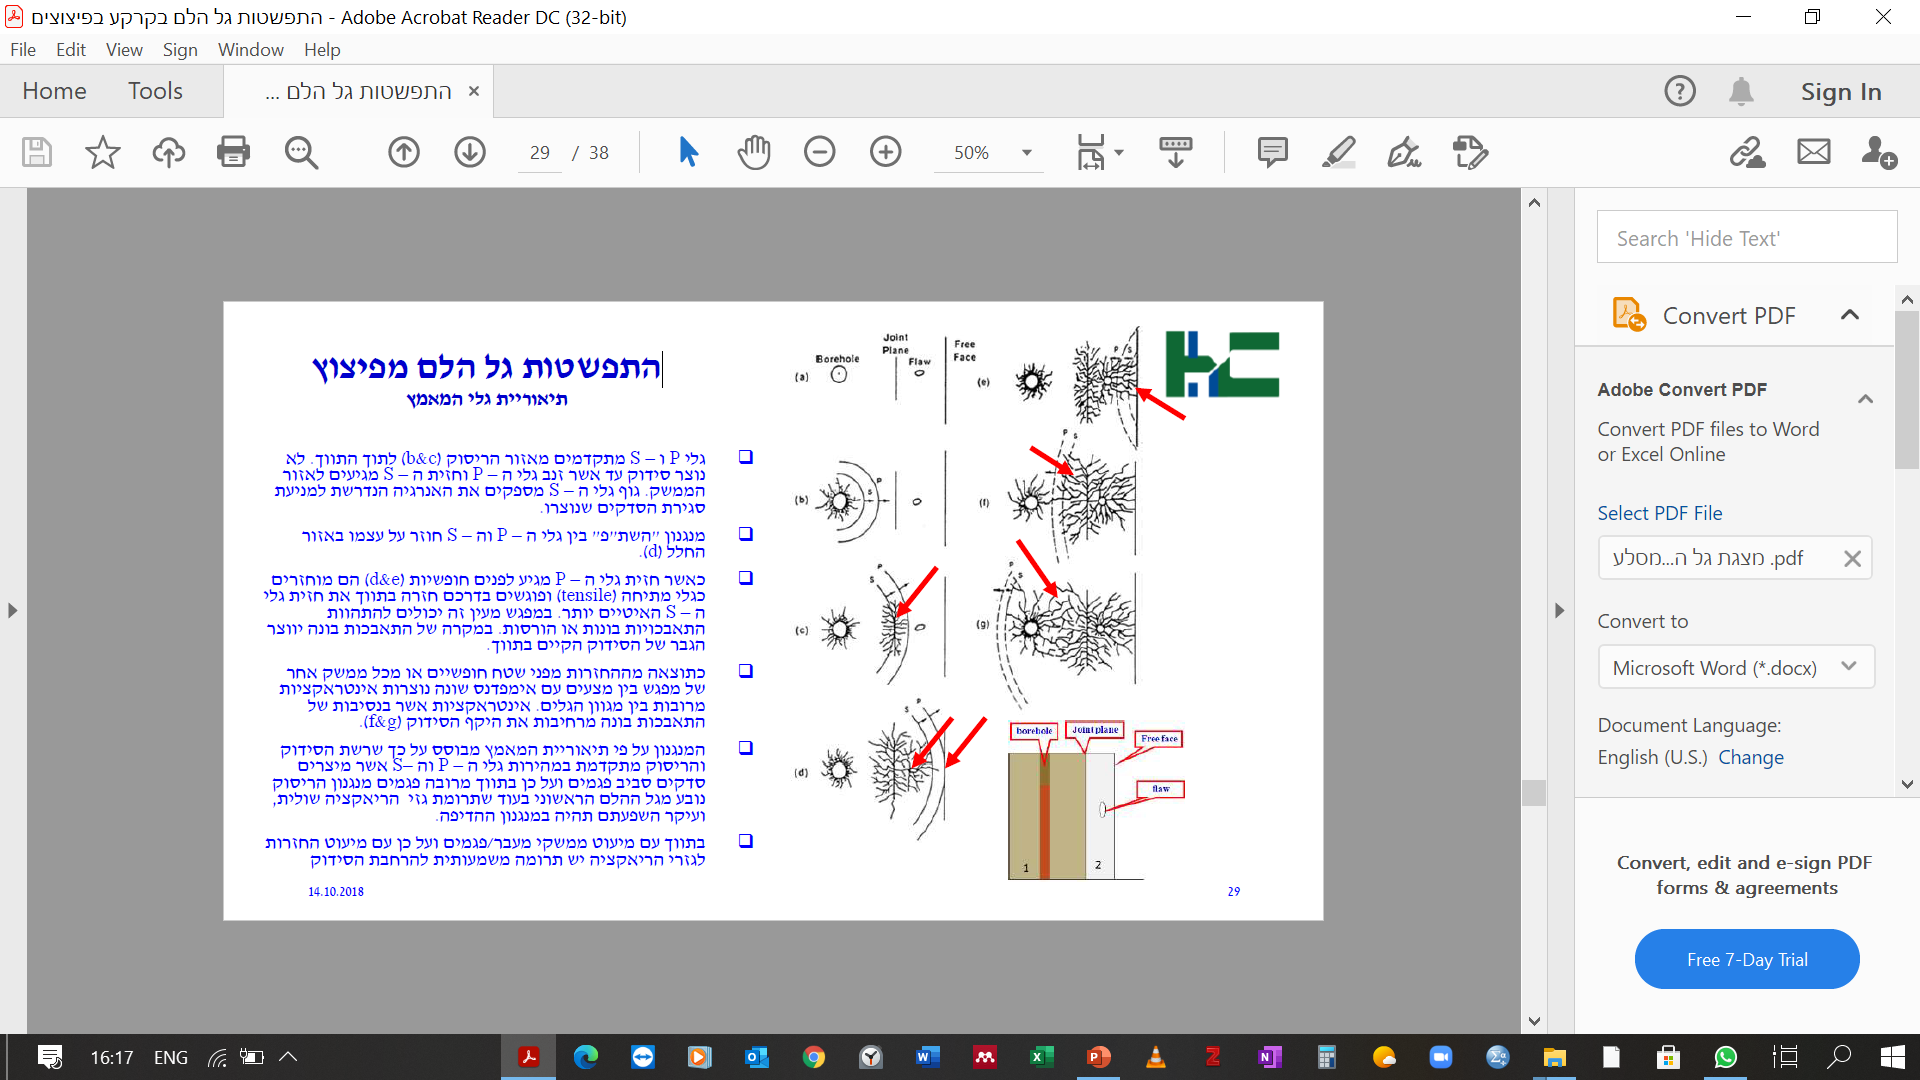 התפשטות גל הלם בקרקע בפיצוצים - Adobe Acrobat Reader DC (32-bit)
File Edit View Sign Window Help
Home Tools התפשטות גל הלם ... ×
Sign In
29 / 38
50%
התפשטות גל הלם מפיצוץ
תיאוריית גלי המאמץ
❑ גלי P ו – S מתקדמים מאזור הריסוק (b&c) לתוך התווך. לא
נוצר סידוק עד אשר זנב גלי ה – P וחזית ה – S מגיעים לאזור
הממשק. גוף גלי ה – S מספקים את האנרגיה הנדרשת למניעת
סגירת הסדקים שנוצרו.
❑ מנגנון "השת"פ" בין גלי ה – P וה – S חוזר על עצמו באזור
החלל (d).
❑ כאשר חזית גלי ה – P מגיע לפנים חופשיות (d&e) הם מוחזרים
כגלי מתיחה (tensile) ופוגשים בדרכם חזרה בתווך את חזית גלי
ה – S האיטיים יותר. במפגש מעין זה יכולים להתהוות
התאבכויות בונות או הורסות. במקרה של התאבכות בונה יווצר
הגבר של הסידוק הקיים בתווך.
❑ כתוצאה מההחזרות מפני שטח חופשיים או מכל ממשק אחר
של מפגש בין מצעים עם אימפדנס שונה נוצרות אינטראקציות
מרובות בין מגוון הגלים. אינטראקציות אשר בנסיבות של
התאבכות בונה מרחיבות את היקף הסידוק (f&g).
❑ המנגנון על פי תיאוריית המאמץ מבוסס על כך שרשת הסידוק
והריסוק מתקדמת במהירות גלי ה – P וה –S אשר מיצרים
סדקים סביב פגמים ועל כן בתווך מרובה פגמים מנגנון הריסוק
נובע מגל ההלם הראשוני בעוד שתרומת גזי הריאקציה שולית,
ועיקר השפעתם תהיה במנגנון ההדיפה.
❑ בתווך עם מיעוט ממשקי מעבר/פגמים ועל כן עם מיעוט החזרות
לגזרי הריאקציה יש תרומה משמעותית להרחבת הסידוק
14.10.2018
29
Borehole
Joint
Plane
Flaw
Free
Face
(a)
(b)
S P
(c)
S P
(d)
S P
(e)
P S
(f)
P S
(g)
P S
borehole
Joint plane
Free face
flaw
1
2
Search 'Hide Text'
Convert PDF
Adobe Convert PDF
Convert PDF files to Word
or Excel Online
Select PDF File
מצגת גל ה...מסלע .pdf
Convert to
Microsoft Word (*.docx)
Document Language:
English (U.S.) Change
Convert, edit and e-sign PDF
forms & agreements
Free 7-Day Trial
16:17 ENG